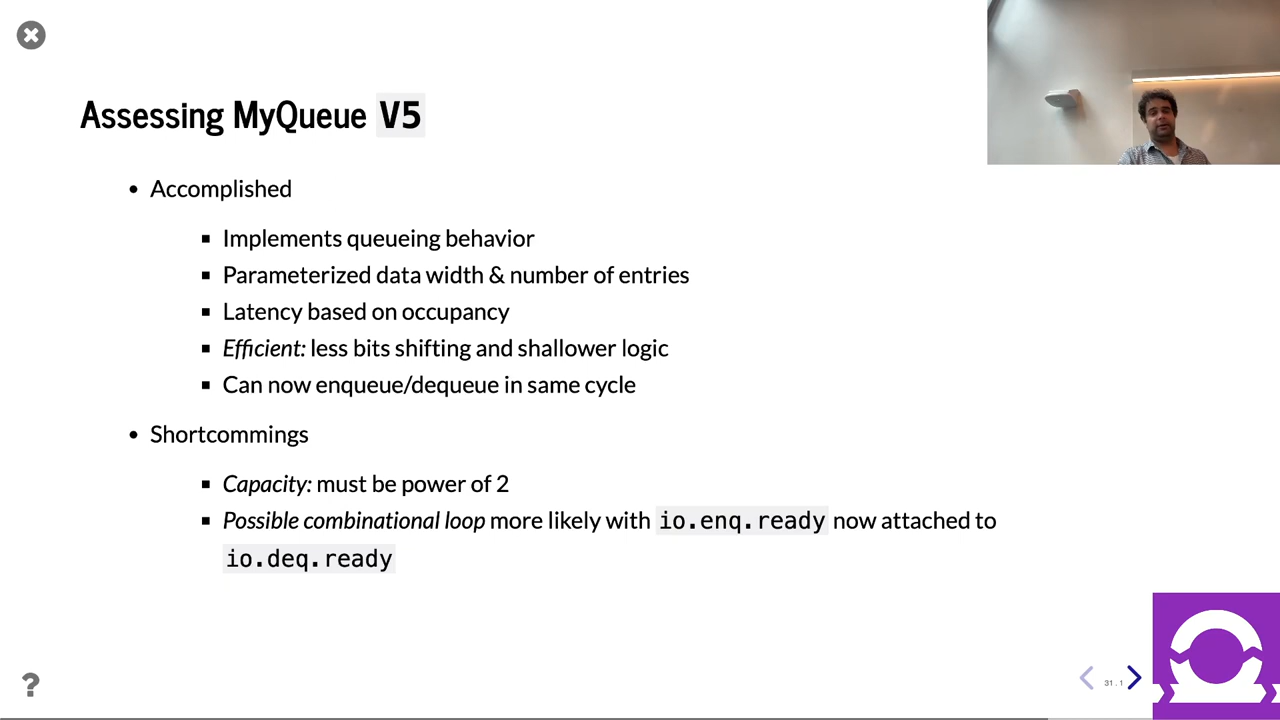 Assessing MyQueue V5
Accomplished
Implements queueing behavior
Parameterized data width & number of entries
Latency based on occupancy
Efficient: less bits shifting and shallower logic
Can now enqueue/dequeue in same cycle
Shortcommings
Capacity: must be power of 2
Possible combinational loop more likely with io.enq.ready now attached to
io.deq.ready
?
31.1